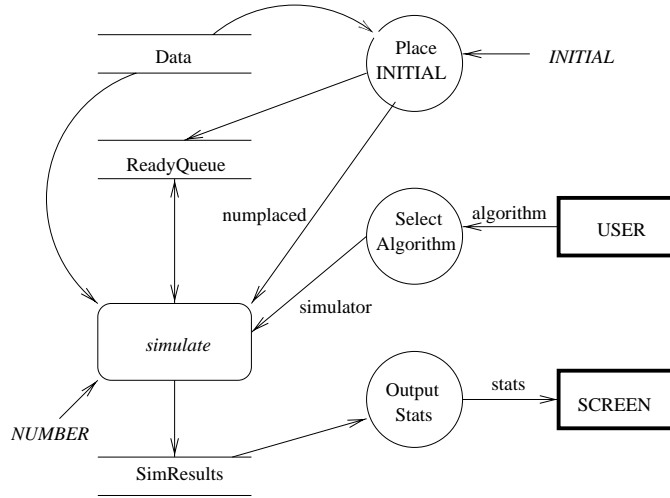 Data
Place
INITIAL
INITIAL
ReadyQueue
numplaced
Select
Algorithm
algorithm
USER
simulator
simulate
Output
Stats
stats
SCREEN
NUMBER
SimResults